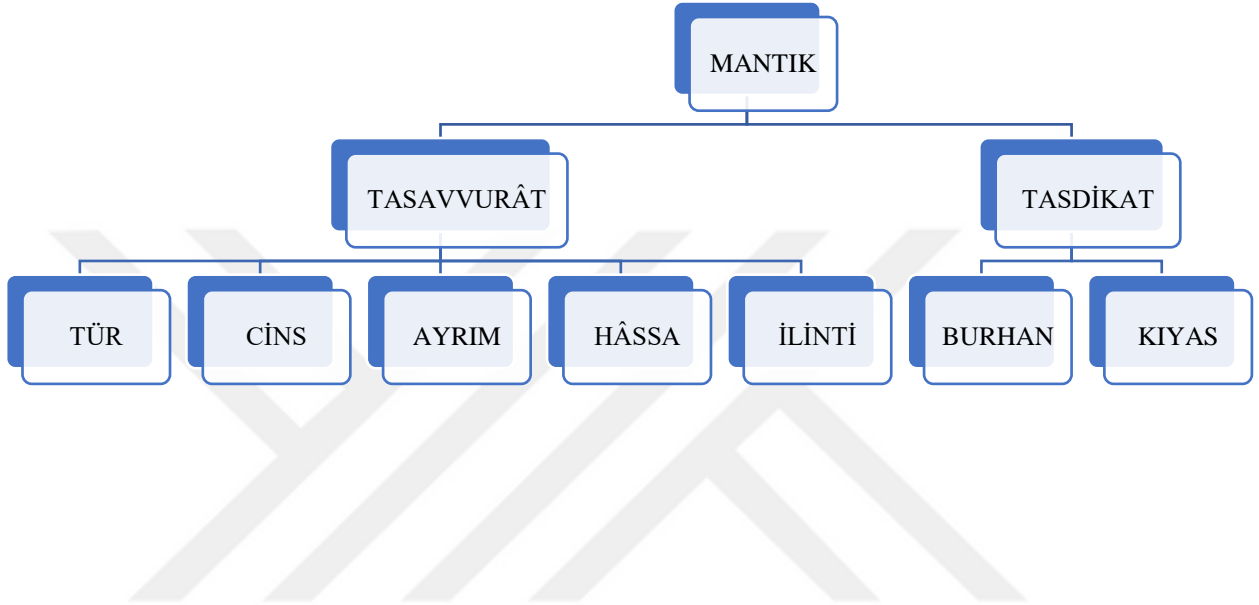 MANTIK
TASAVVURÂT
TASDİKAT
TÜR
CİNS
AYRIM
HÂSSA
İLİNTİ
BURHAN
KIYAS